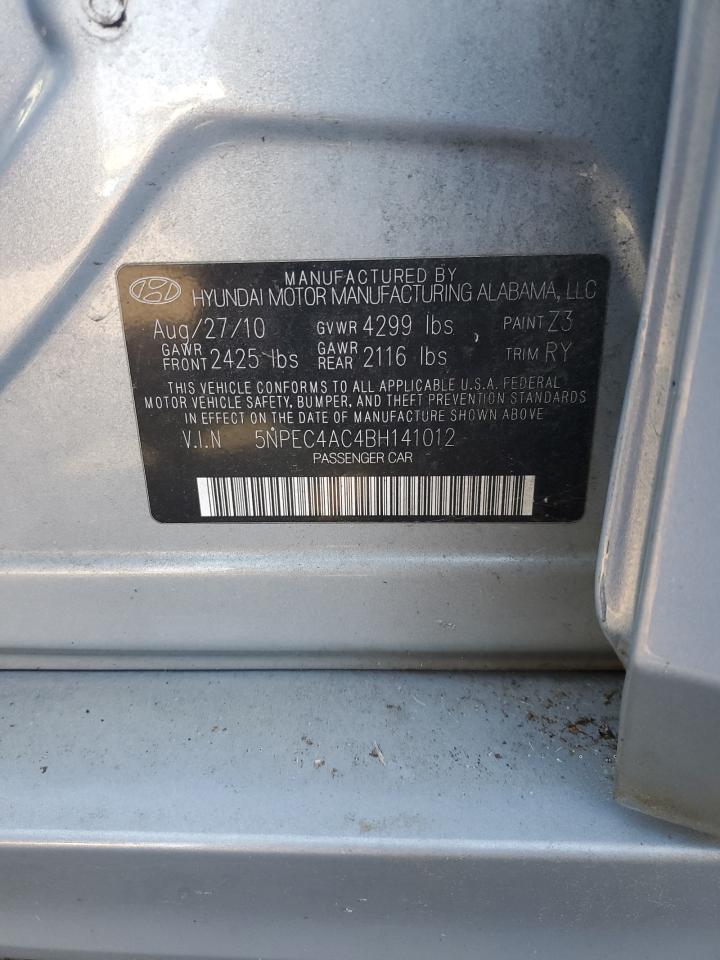 MANUFACTURED BY
HYUNDAI MOTOR MANUFACTURING ALABAMA, LLC
Aug/27/10 GVWR 4299 lbs PAINT Z3
GAWR FRONT 2425 lbs GAWR REAR 2116 lbs TRIM RY
THIS VEHICLE CONFORMS TO ALL APPLICABLE U.S.A. FEDERAL
MOTOR VEHICLE SAFETY, BUMPER, AND THEFT PREVENTION STANDARDS
IN EFFECT ON THE DATE OF MANUFACTURE SHOWN ABOVE
V.I.N 5NPEC4AC4BH141012
PASSENGER CAR